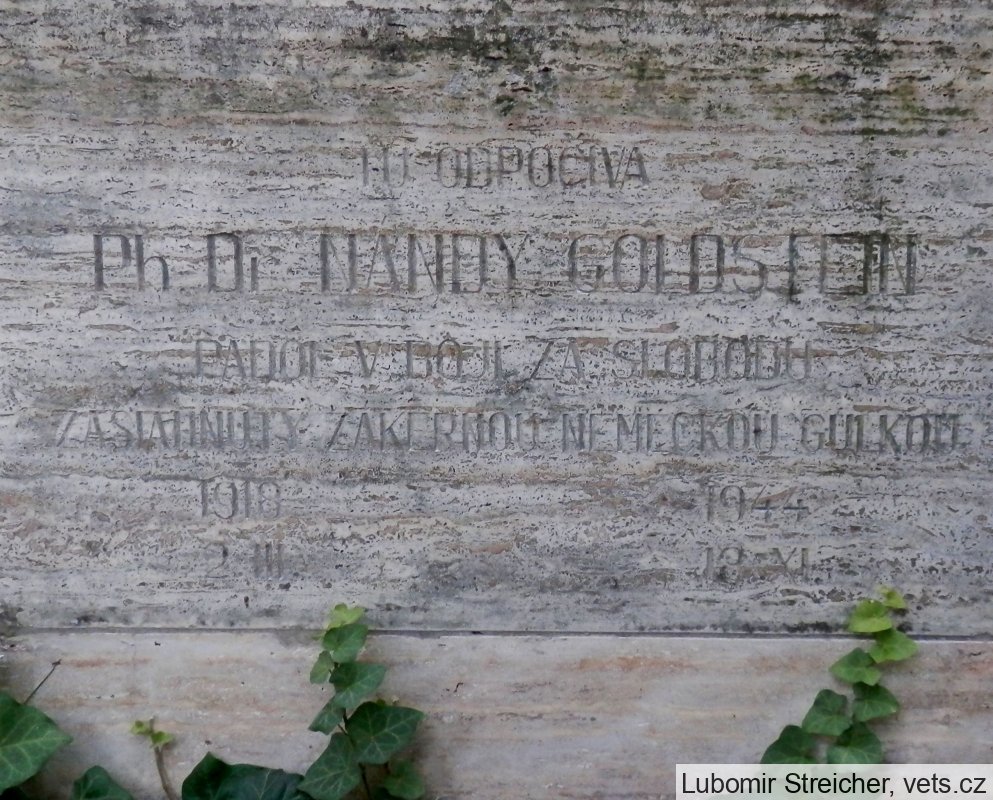 TU ODPOČÍVA
Ph Dr NANDY GOLDSTEIN
PADOL V BOJI ZA SLOBODU
ZASIAHNUTÝ ZÁKERNOU NEMECKOU GUĽKOU
1918 1944
2 III. 18 XI.
Lubomir Streicher, vets.cz